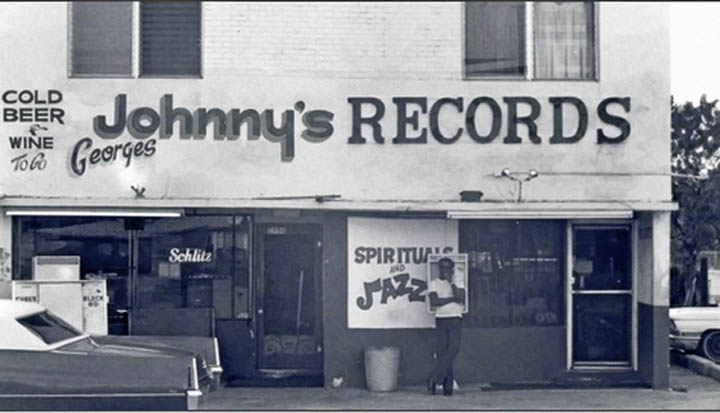 COLD
BEER
&
WINE
To Go
Johnny's
Georges
RECORDS
Schlitz
SPIRITUALS
AND
JAZZ